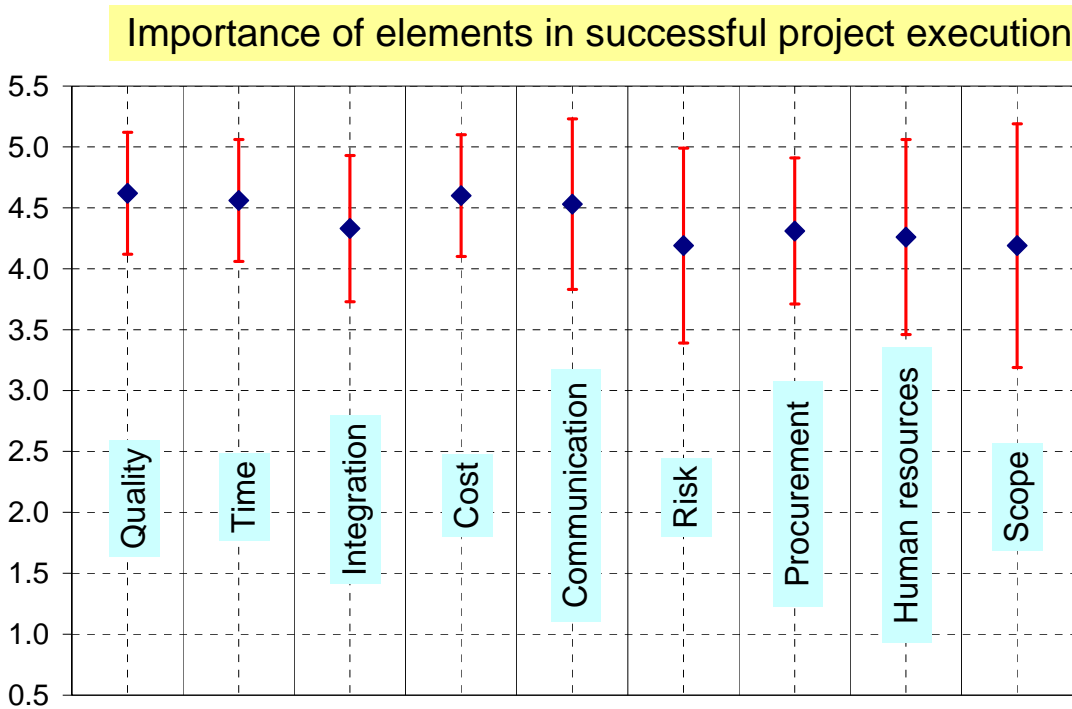 Importance of elements in successful project execution
5.5
5.0
4.5
4.0
3.5
3.0
2.5
2.0
1.5
1.0
0.5
Quality
Time
Integration
Cost
Communication
Risk
Procurement
Human resources
Scope